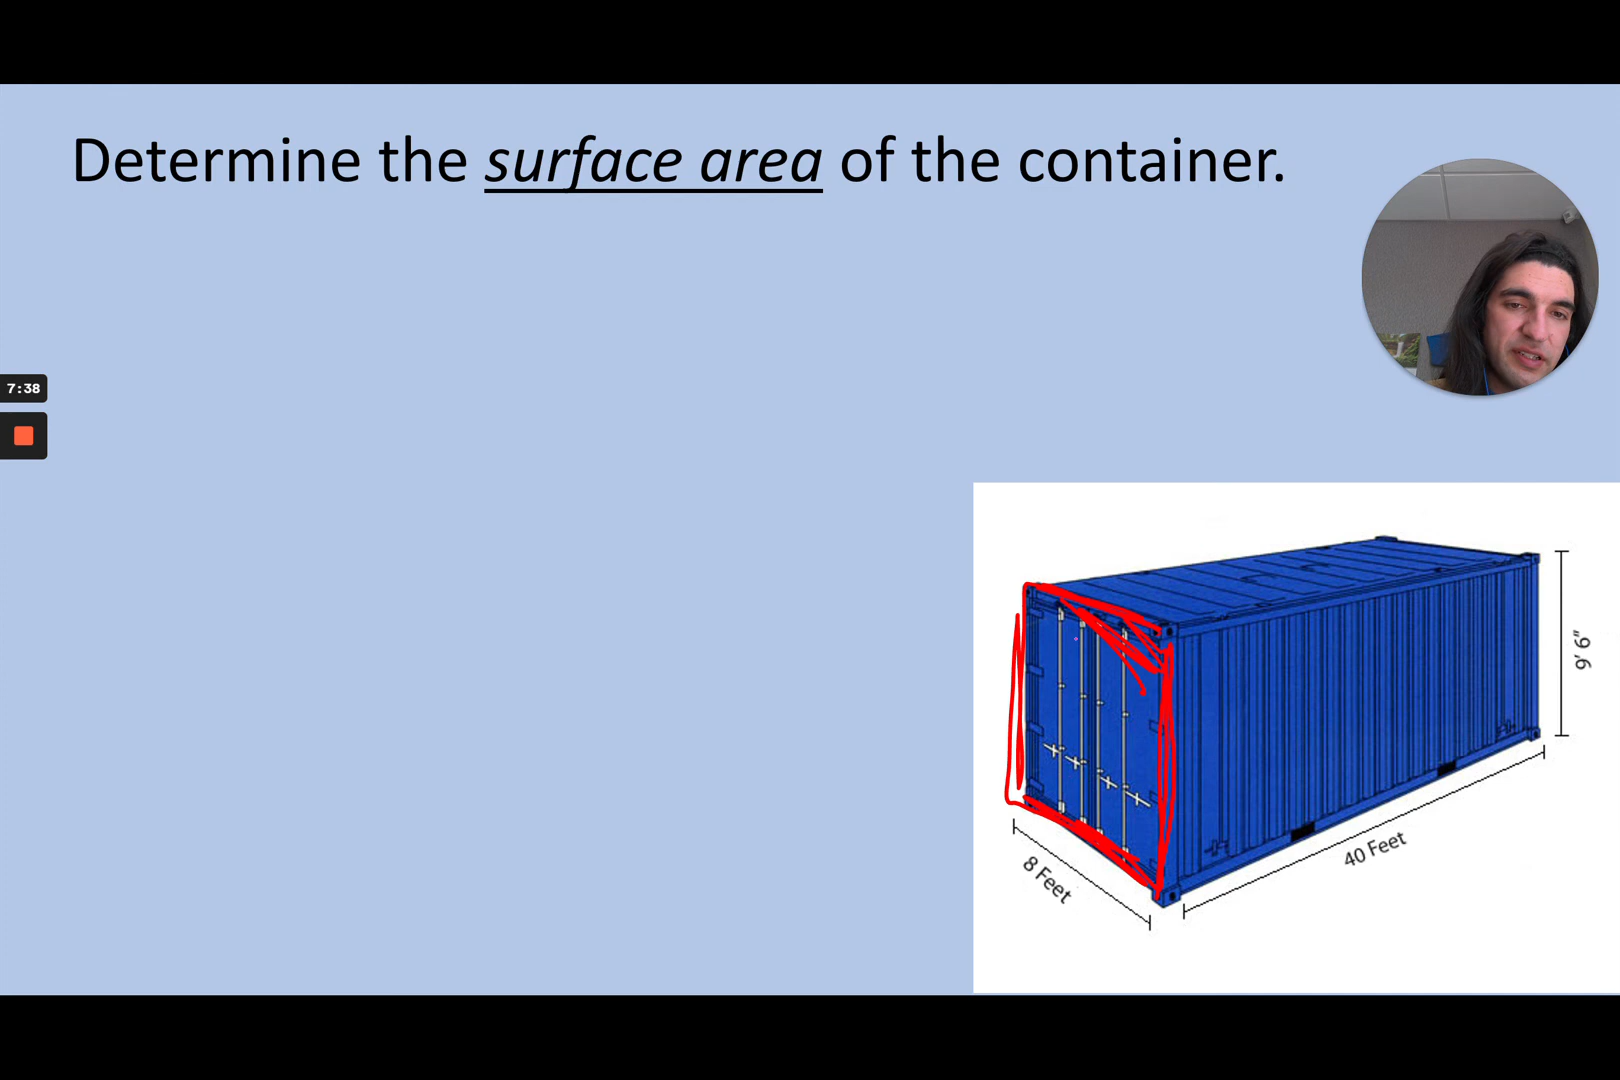 Determine the surface area of the container.
7:38
9' 6"
8 Feet
40 Feet